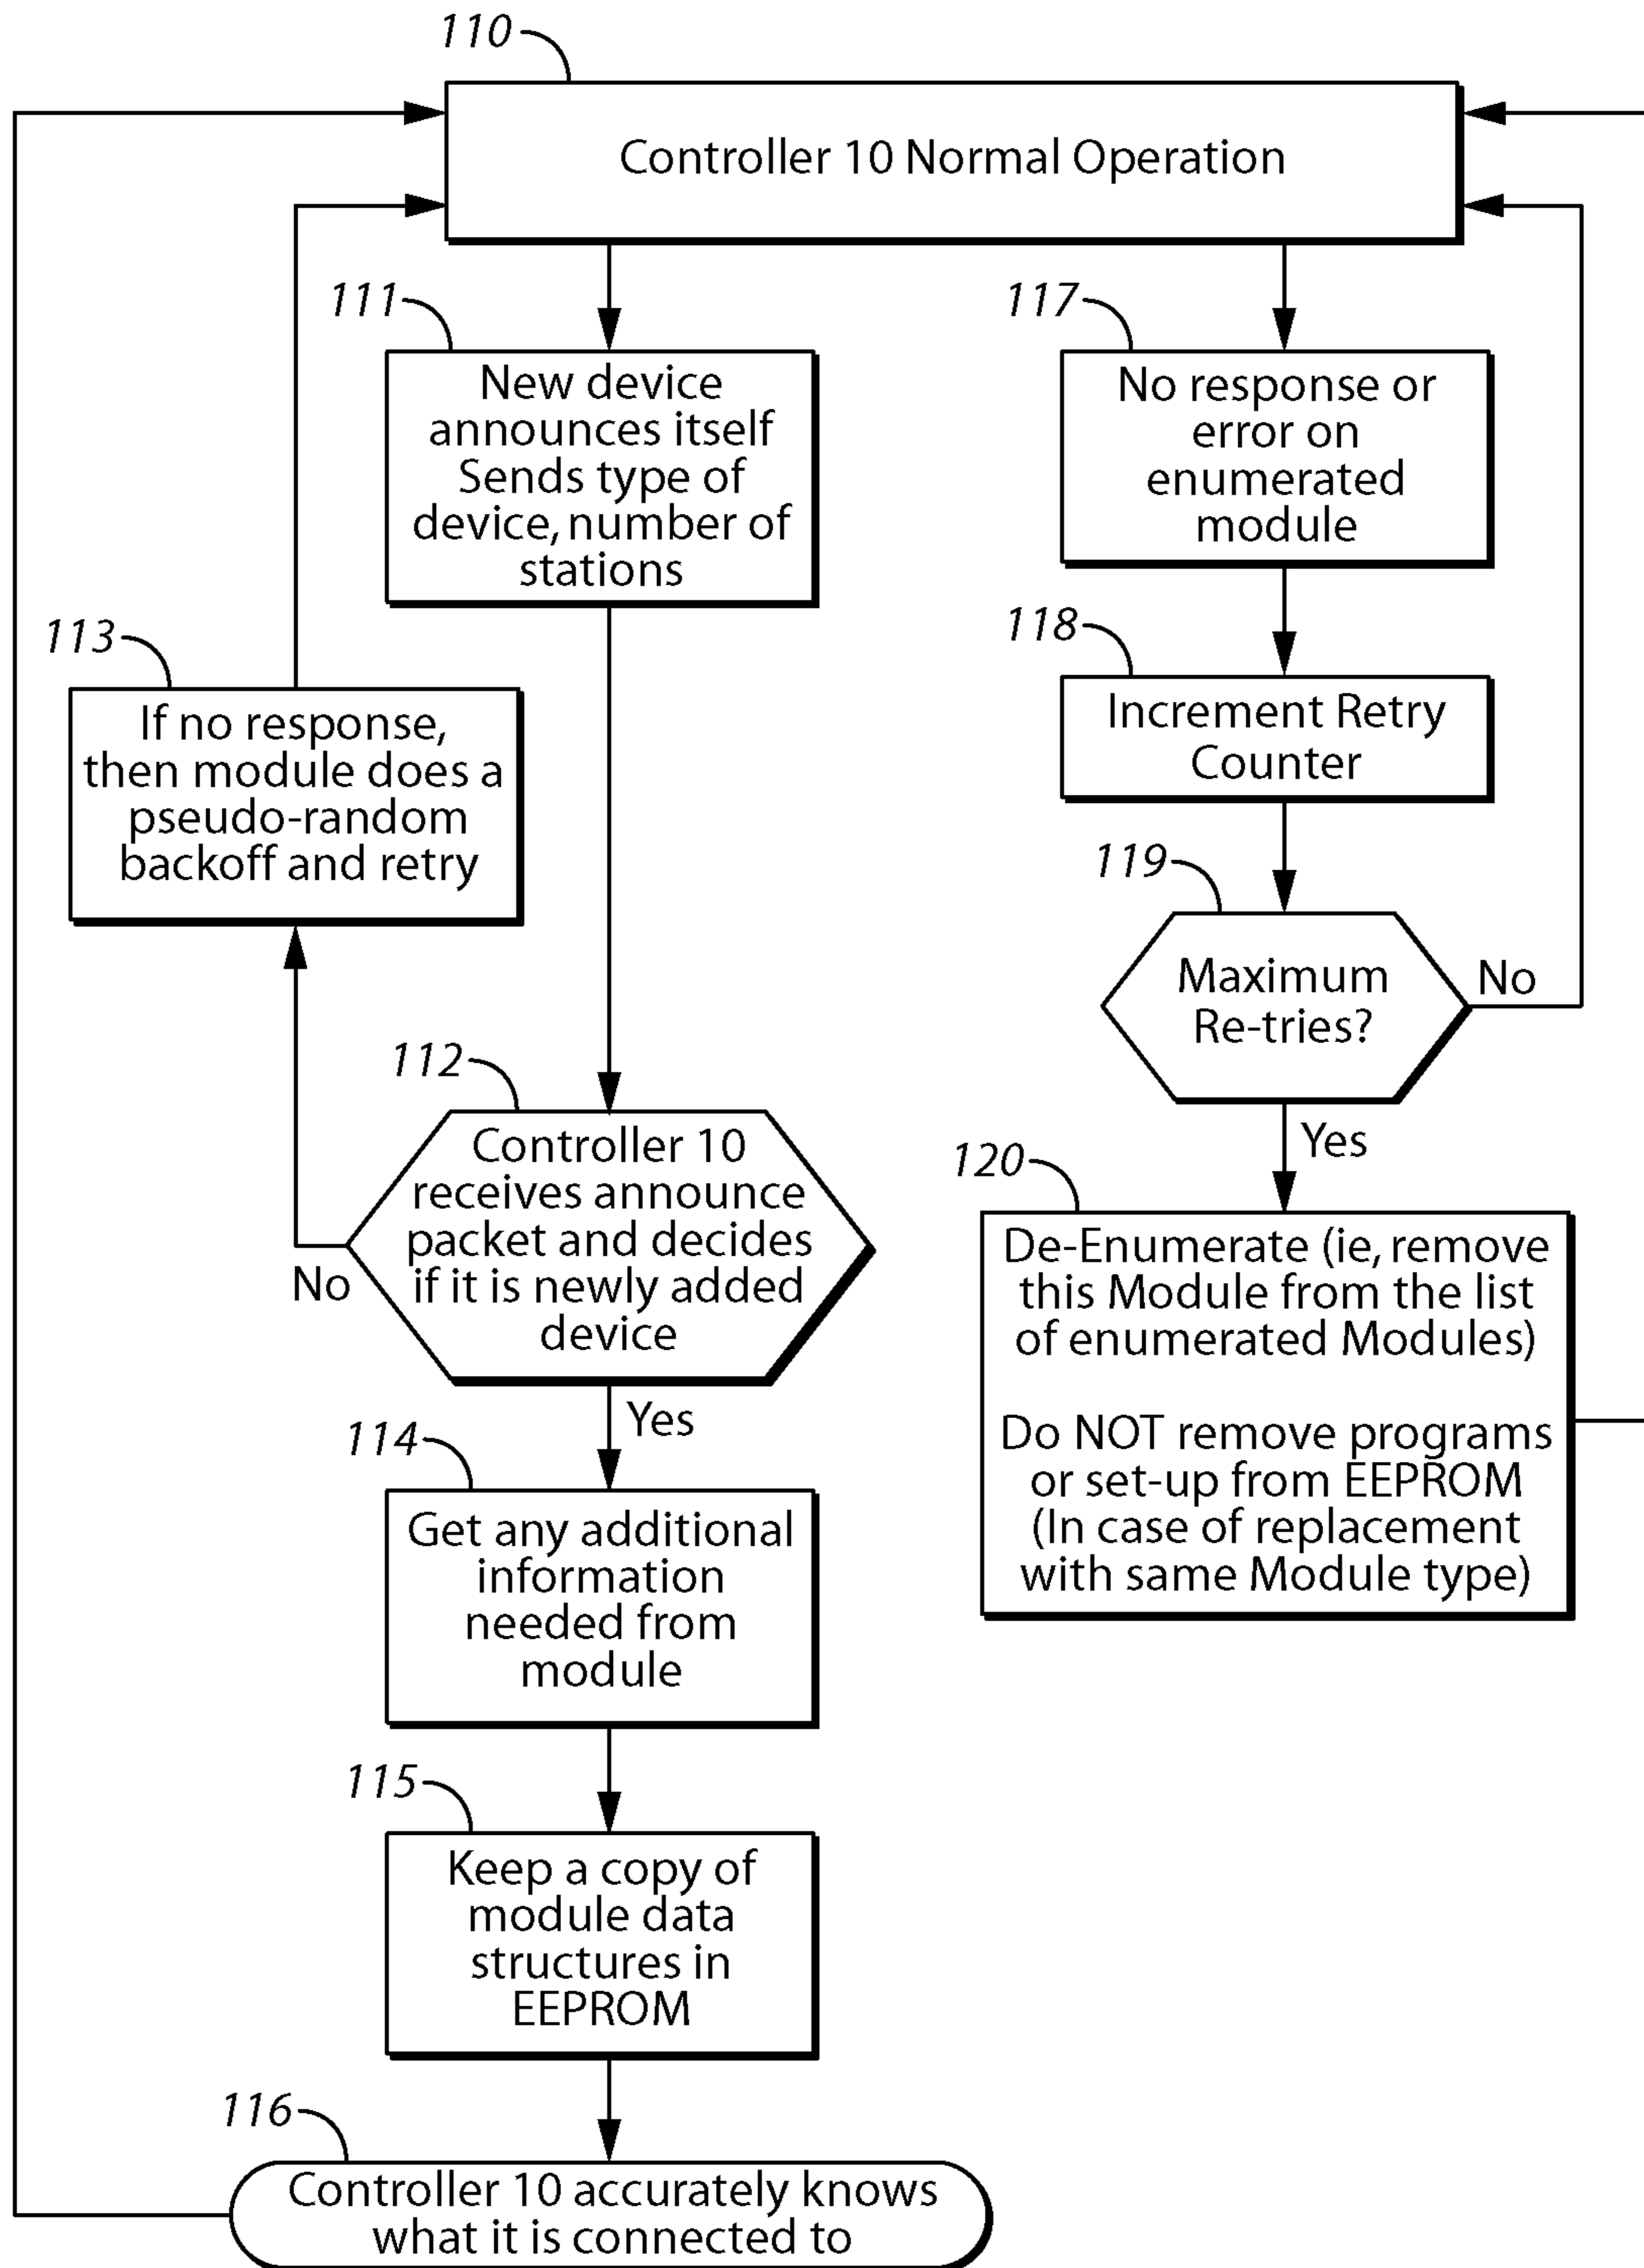 110
Controller 10 Normal Operation
111
New device
announces itself
Sends type of
device, number of
stations
117
No response or
error on
enumerated
module
113
If no response,
then module does a
pseudo-random
backoff and retry
118
Increment Retry
Counter
119
Maximum
Re-tries?
No
Yes
112
Controller 10
receives announce
packet and decides
if it is newly added
device
No
Yes
120
De-Enumerate (ie, remove
this Module from the list
of enumerated Modules)
Do NOT remove programs
or set-up from EEPROM
(In case of replacement
with same Module type)
114
Get any additional
information
needed from
module
115
Keep a copy of
module data
structures in
EEPROM
116
Controller 10 accurately knows
what it is connected to